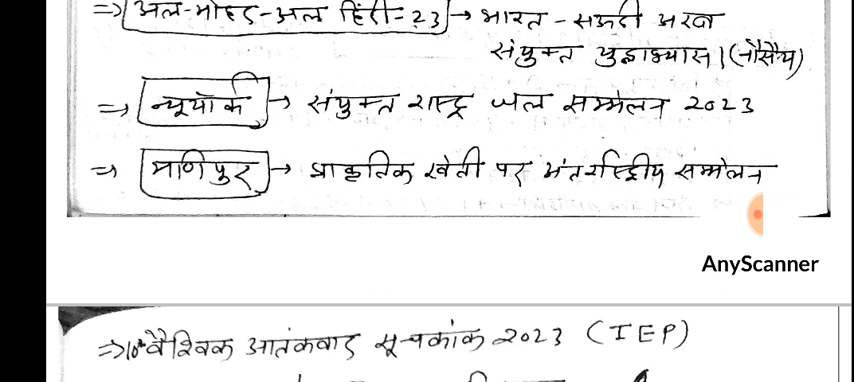 => अल-मोहद-अल हिंदी-23 → भारत - सऊदी अरब
संयुक्त युद्धाभ्यास। (नौसैन्य)
=> न्यूयॉर्क → संयुक्त राष्ट्र जल सम्मेलन 2023
=> मणिपुर → प्राकृतिक खेती पर अंतर्राष्ट्रीय सम्मेलन
AnyScanner
=> 10th वैश्विक आतंकवाद सूचकांक 2023 (IEP)